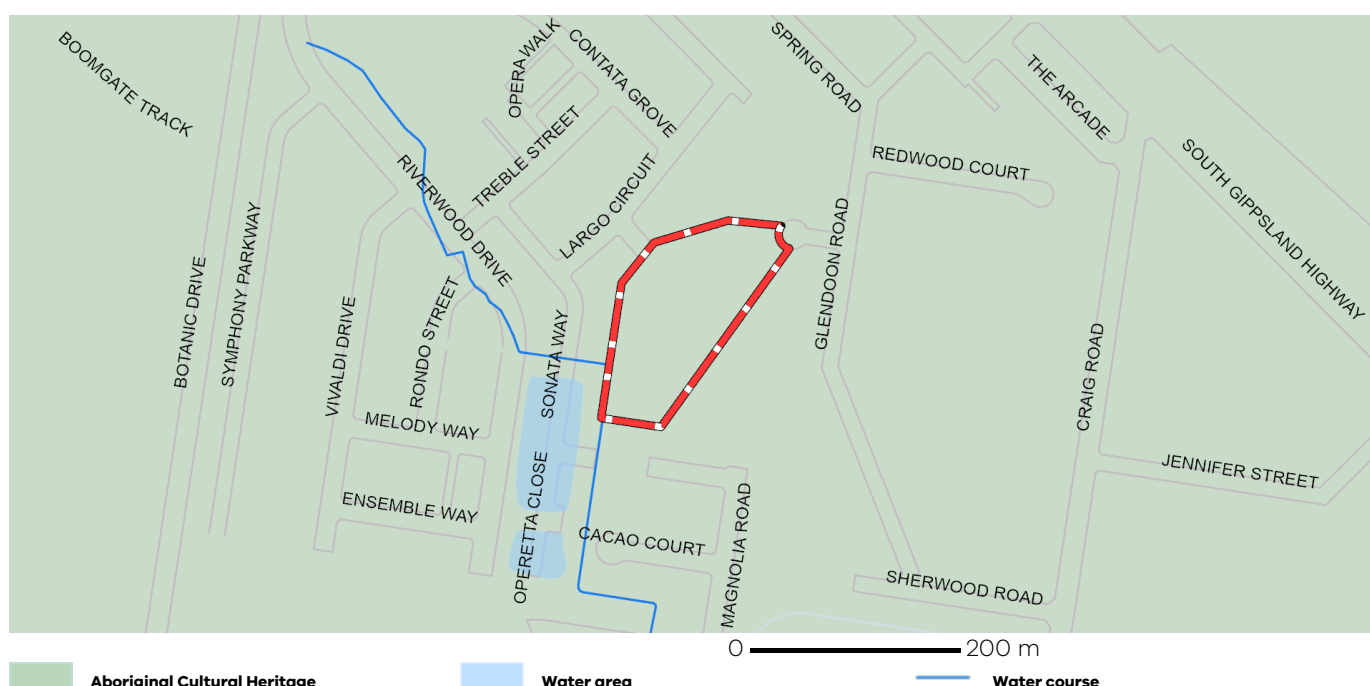 BOOMGATE TRACK
OPERA WALK
CONTATA GROVE
SPRING ROAD
THE ARCADE
TREBLE STREET
REDWOOD COURT
SOUTH GIPPSLAND HIGHWAY
RIVERWOOD DRIVE
LARGO CIRCUIT
GLENDON ROAD
BOTANIC DRIVE
SYMPHONY PARKWAY
VIVALDI DRIVE
RONDO STREET
SONATA WAY
CRAIG ROAD
MELODY WAY
JENNIFER STREET
ENSEMBLE WAY
OPERETTA CLOSE
CACAO COURT
MAGNOLIA ROAD
SHERWOOD ROAD
0 200 m
Aboriginal Cultural Heritage Water area Water course